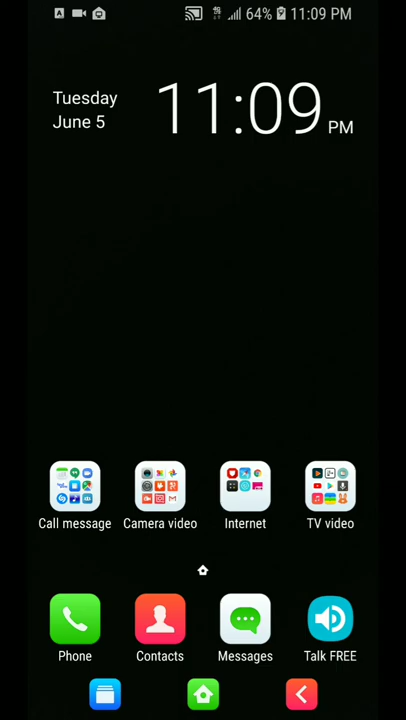 64% 11:09 PM
Tuesday
June 5
11:09 PM
Call message
Camera video
Internet
TV video
Phone
Contacts
Messages
Talk FREE